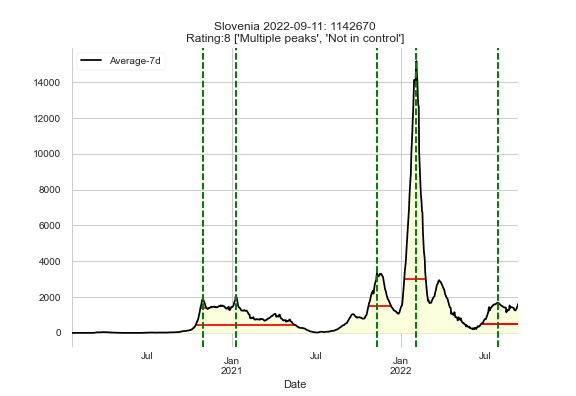 Slovenia 2022-09-11: 1142670
Rating:8 ['Multiple peaks', 'Not in control']
Average-7d
14000
12000
10000
8000
6000
4000
2000
0
Jul
Jan
2021
Jul
Jan
2022
Jul
Date